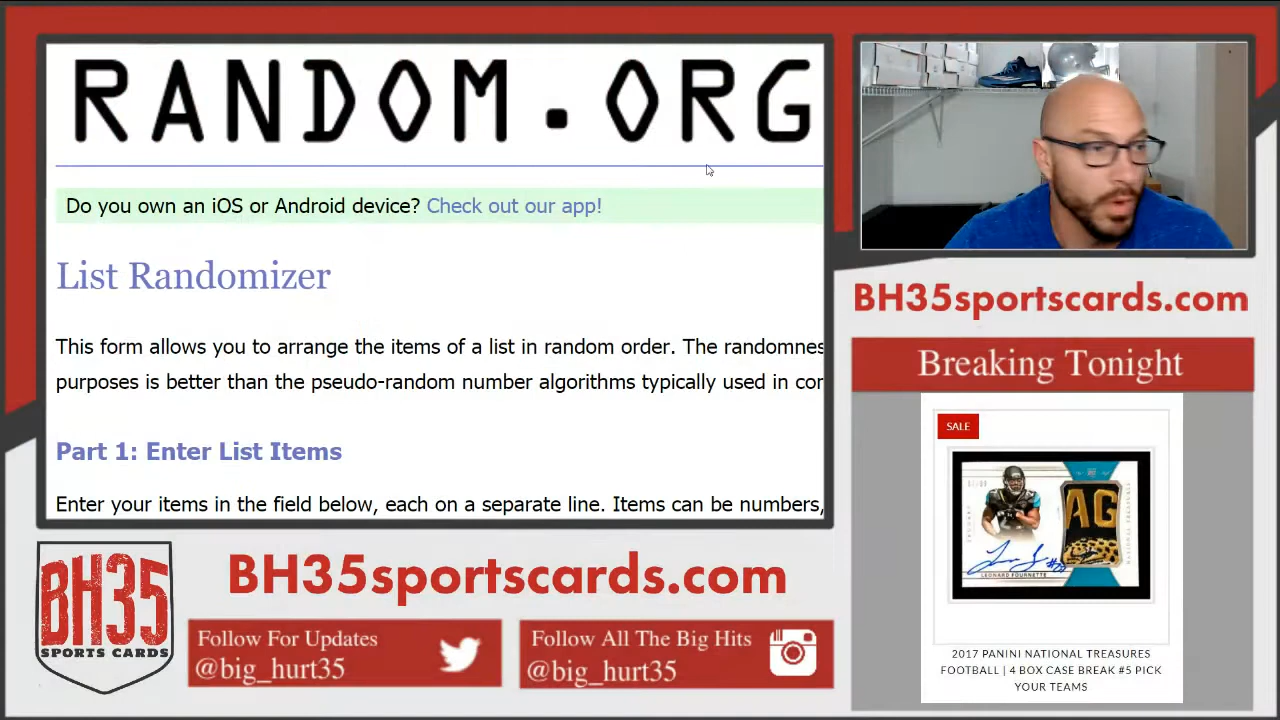 RANDOM.ORG
Do you own an iOS or Android device? Check out our app!
List Randomizer
This form allows you to arrange the items of a list in random order. The randomnes
purposes is better than the pseudo-random number algorithms typically used in cor
Part 1: Enter List Items
Enter your items in the field below, each on a separate line. Items can be numbers,
BH35sportscards.com
Breaking Tonight
SALE
AG
LEONARD FOURNETTE
2017 PANINI NATIONAL TREASURES
FOOTBALL | 4 BOX CASE BREAK #5 PICK
YOUR TEAMS
BH35
SPORTS CARDS
BH35sportscards.com
Follow For Updates
@big_hurt35
Follow All The Big Hits
@big_hurt35